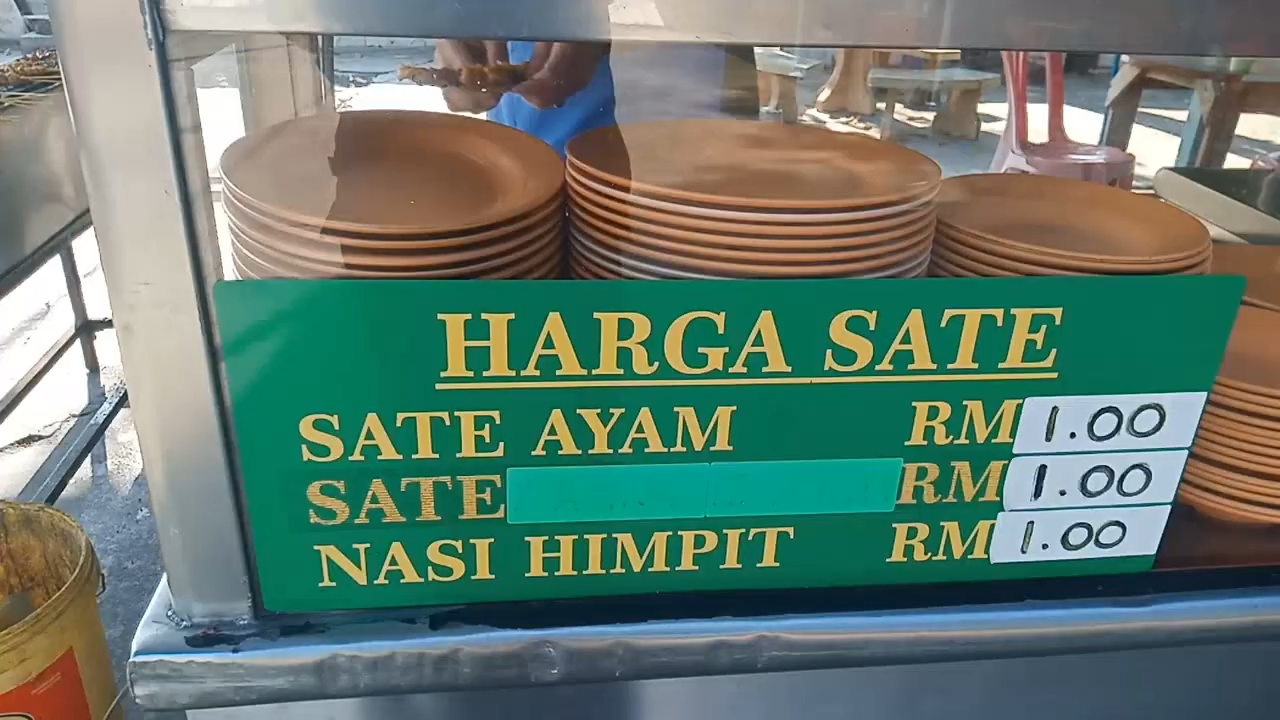 HARGA SATE
SATE AYAM RM 1.00
SATE RM 1.00
NASI HIMPIT RM 1.00